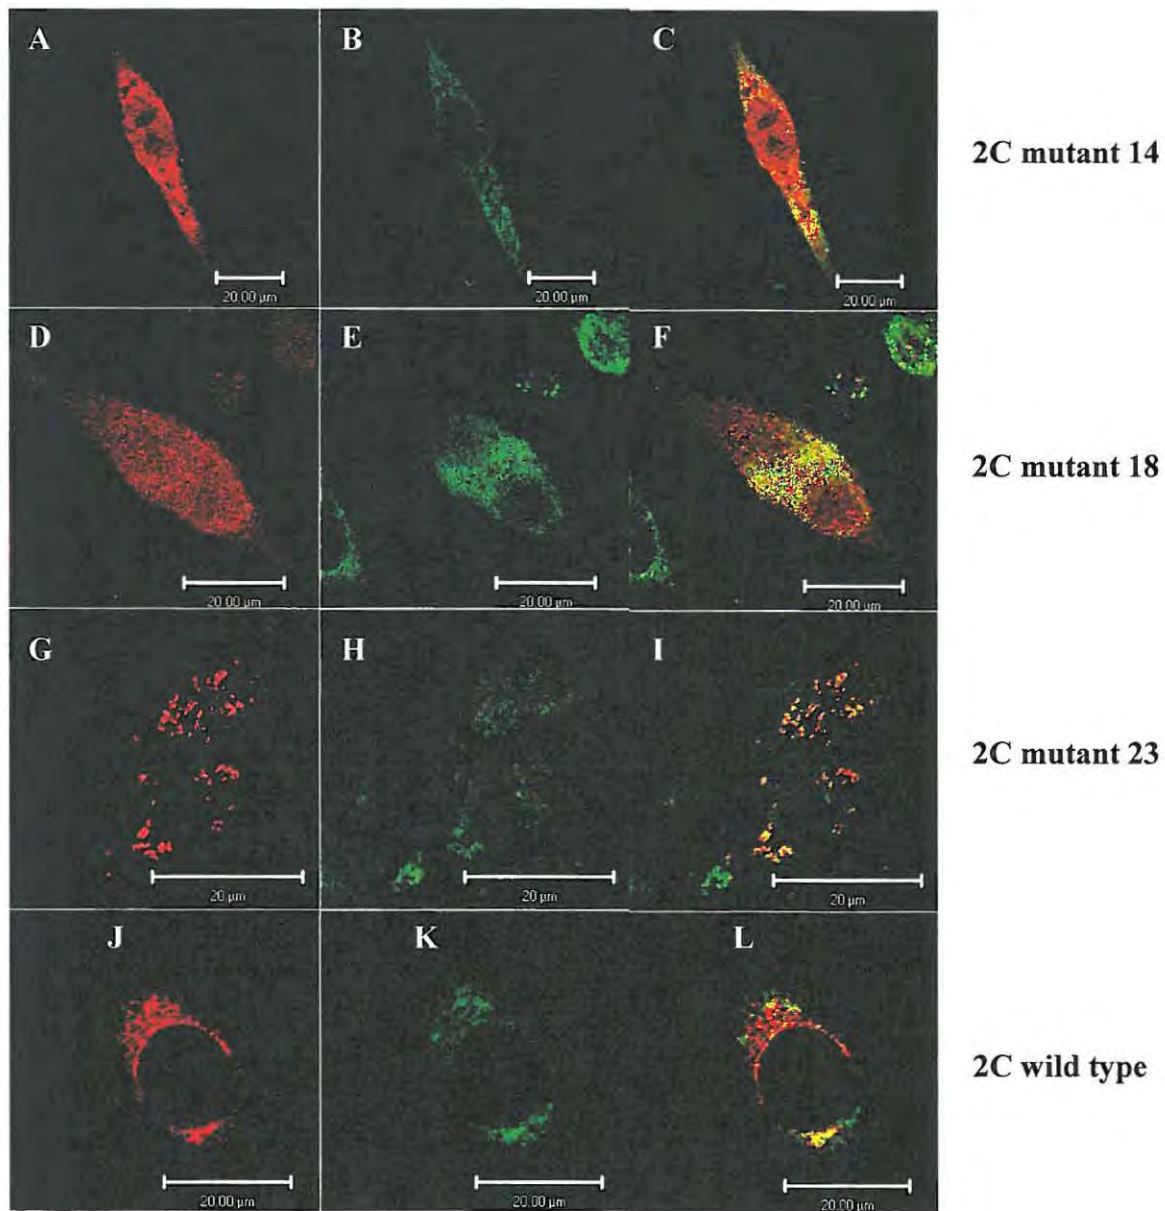 A B C
2C mutant 14
20.00 µm 20.00 µm 20.00 µm
D E F
2C mutant 18
20.00 µm 20.00 µm 20.00 µm
G H I
2C mutant 23
20 µm 20 µm 20 µm
J K L
2C wild type
20.00 µm 20.00 µm 20.00 µm